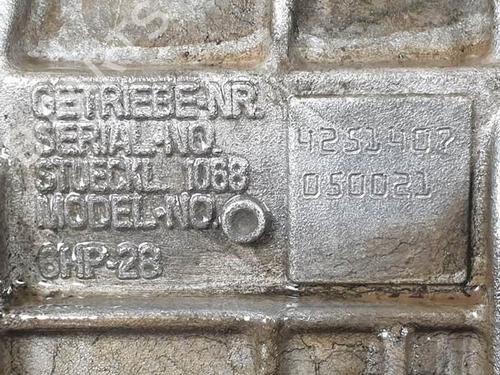 GETRIEBE-NR.
SERIAL-NO.
STUECKL. 1068
MODEL-NO.
6HP-28
4251407
050021